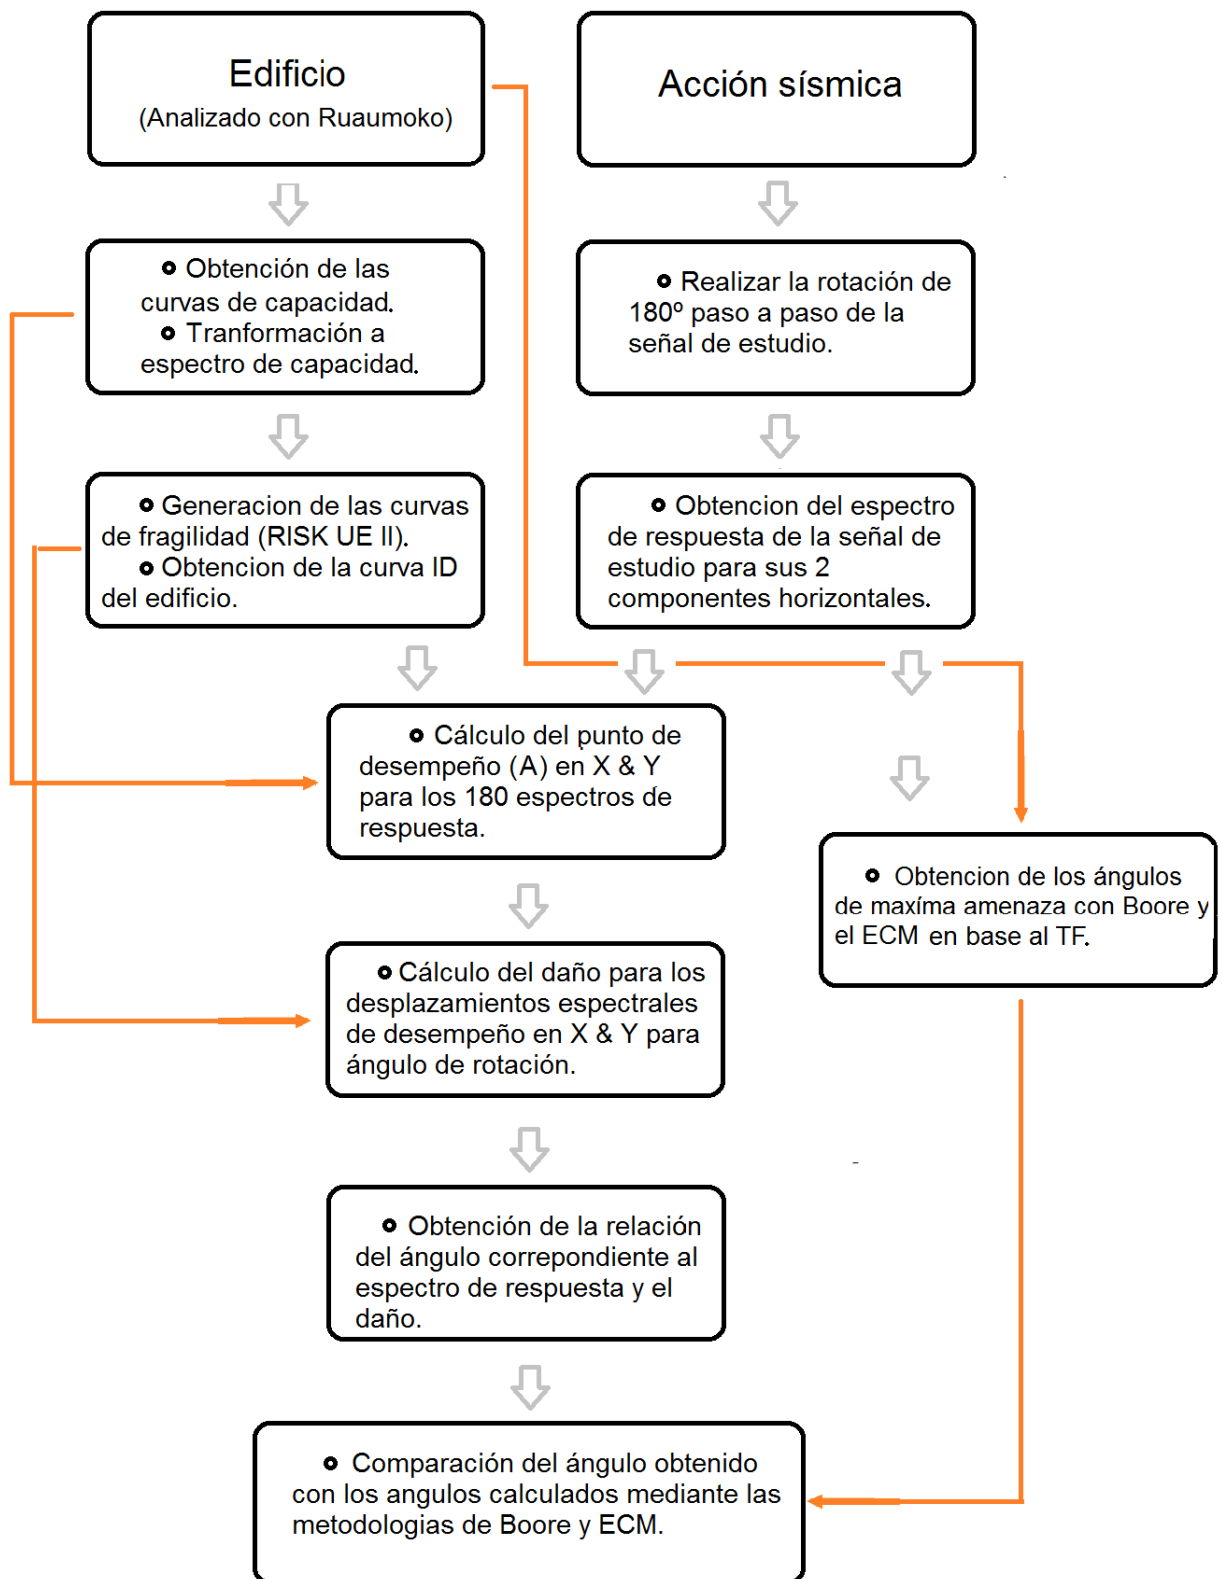 Edificio
(Analizado con Ruaumoko)
Acción sísmica
Obtención de las
curvas de capacidad.
Tranformación a
espectro de capacidad.
Realizar la rotación de
180º paso a paso de la
señal de estudio.
Generacion de las curvas
de fragilidad (RISK UE II).
Obtencion de la curva ID
del edificio.
Obtencion del espectro
de respuesta de la señal de
estudio para sus 2
componentes horizontales.
Cálculo del punto de
desempeño (A) en X & Y
para los 180 espectros de
respuesta.
Obtencion de los ángulos
de maxíma amenaza con Boore y
el ECM en base al TF.
Cálculo del daño para los
desplazamientos espectrales
de desempeño en X & Y para
ángulo de rotación.
Obtención de la relación
del ángulo correpondiente al
espectro de respuesta y el
daño.
Comparación del ángulo obtenido
con los angulos calculados mediante las
metodologias de Boore y ECM.